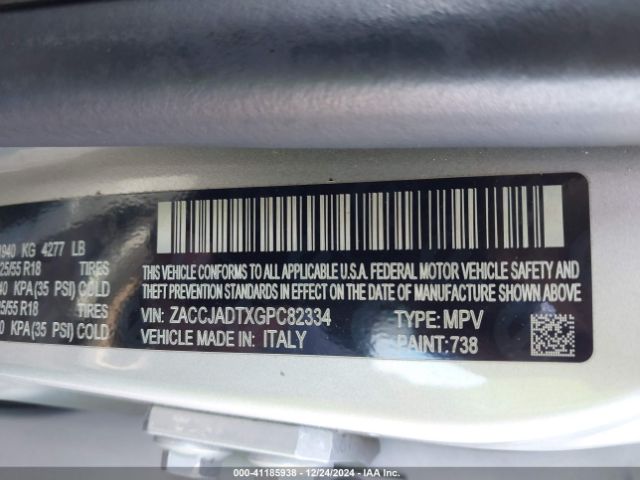 1940 KG 4277 LB
25/55 R18 TIRES
40 KPA(35 PSI) COLD
25/55 R18 TIRES
0 KPA(35 PSI) COLD
THIS VEHICLE CONFORMS TO ALL APPLICABLE U.S.A. FEDERAL MOTOR VEHICLE SAFETY, BUMPER AND
THEFT PREVENTION STANDARDS IN EFFECT ON THE DATE OF MANUFACTURE SHOWN ABOVE
VIN: ZACCJADTXGPC82334 TYPE: MPV
VEHICLE MADE IN ITALY PAINT:738
000-41185938 - 12/24/2024 - IAA Inc.